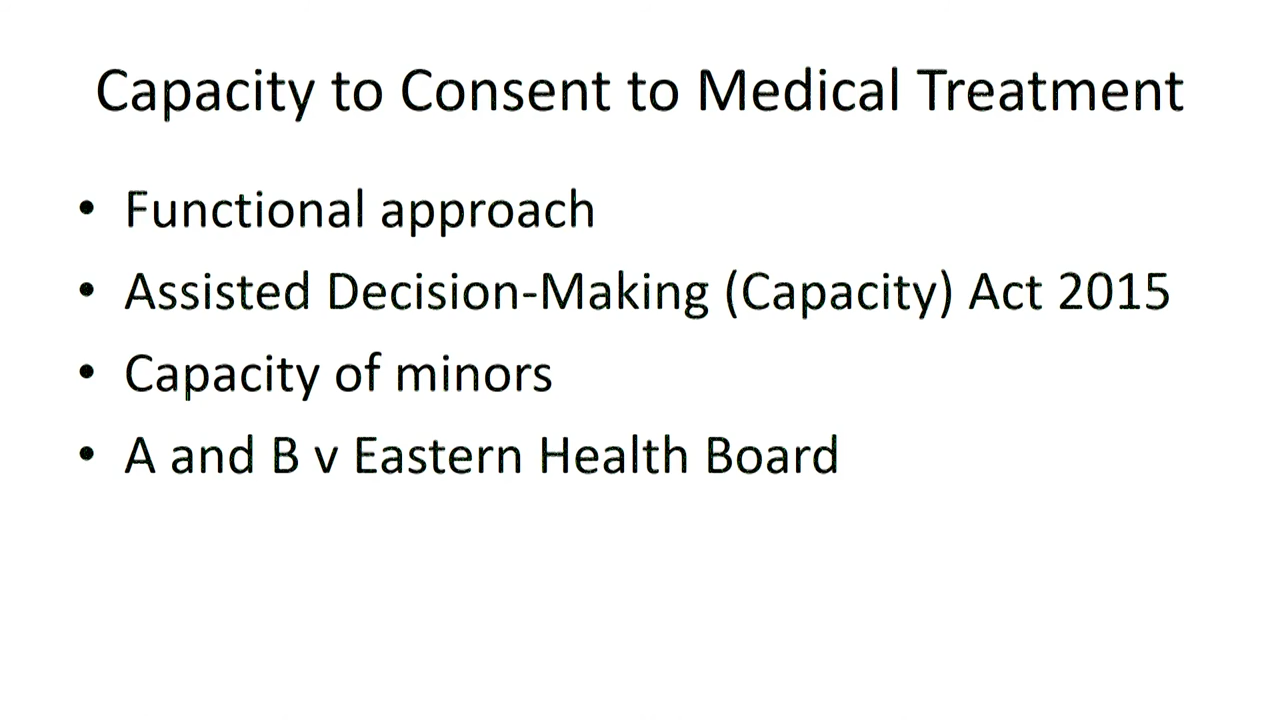 Capacity to Consent to Medical Treatment
• Functional approach
• Assisted Decision-Making (Capacity) Act 2015
• Capacity of minors
• A and B v Eastern Health Board